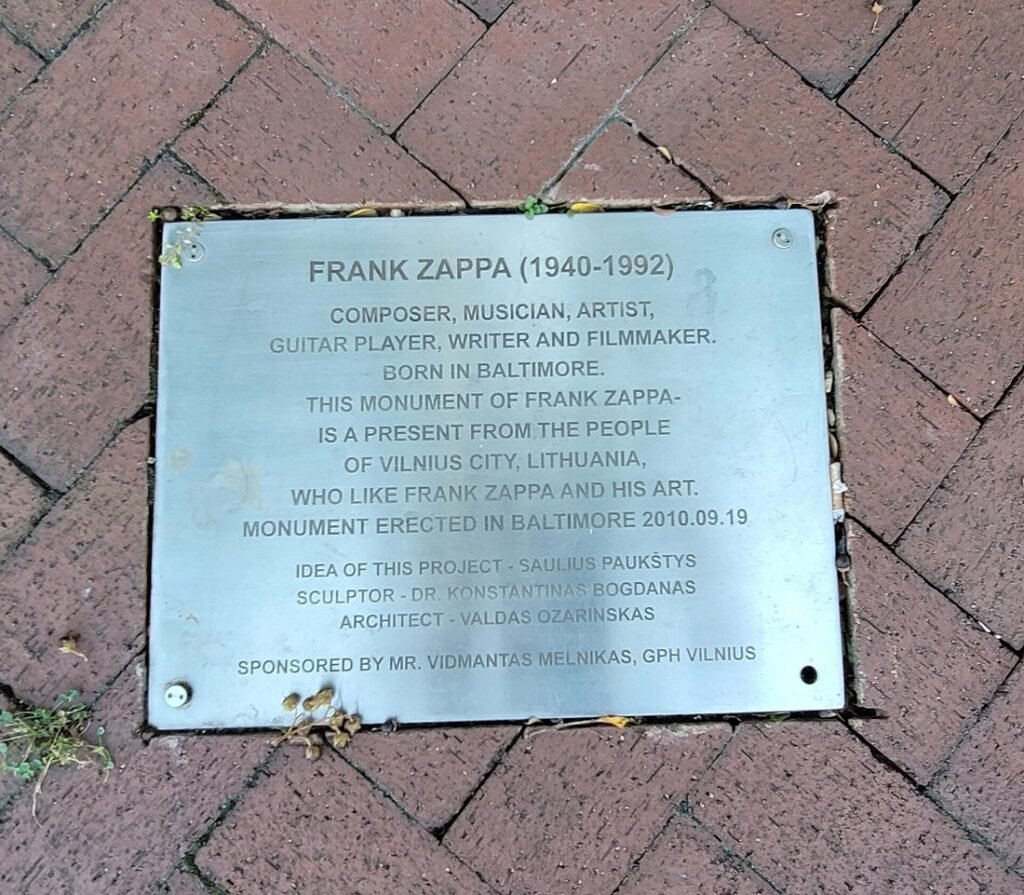 FRANK ZAPPA (1940-1992)
COMPOSER, MUSICIAN, ARTIST,
GUITAR PLAYER, WRITER AND FILMMAKER.
BORN IN BALTIMORE.
THIS MONUMENT OF FRANK ZAPPA-
IS A PRESENT FROM THE PEOPLE
OF VILNIUS CITY, LITHUANIA,
WHO LIKE FRANK ZAPPA AND HIS ART.
MONUMENT ERECTED IN BALTIMORE 2010.09.19
IDEA OF THIS PROJECT - SAULIUS PAUKŠTYS
SCULPTOR - DR. KONSTANTINAS BOGDANAS
ARCHITECT - VALDAS OZARINSKAS
SPONSORED BY MR. VIDMANTAS MELNIKAS, GPH VILNIUS